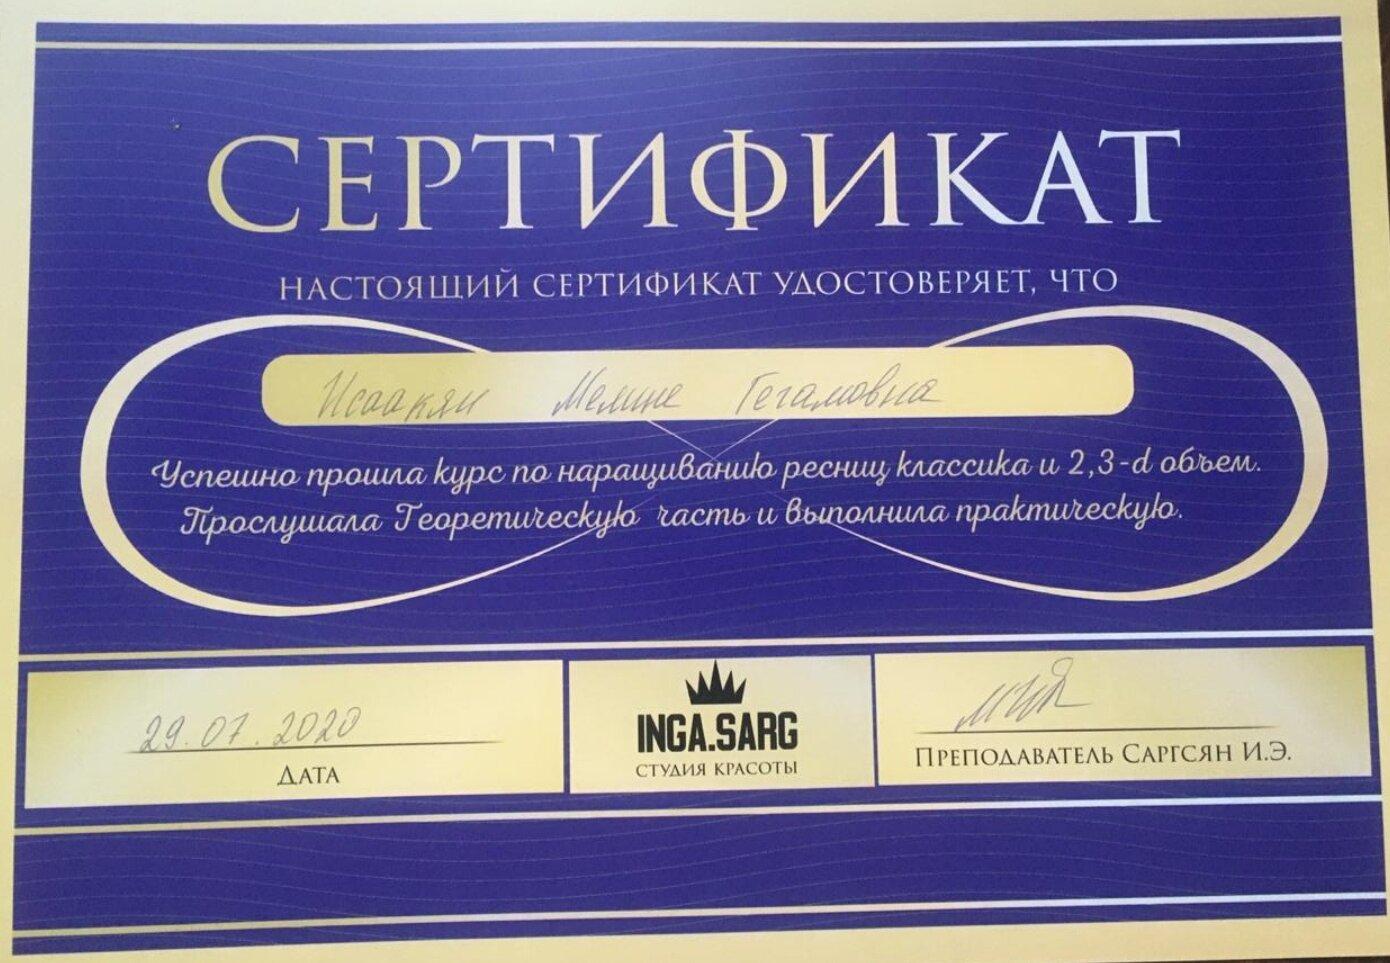 СЕРТИФИКАТ
НАСТОЯЩИЙ СЕРТИФИКАТ УДОСТОВЕРЯЕТ, ЧТО
Исаакян Мелине Гегамовна
Успешно прошла курс по наращиванию ресниц классика и 2,3-d объем.
Прослушала Теоретическую часть и выполнила практическую.
29.07.2020
ДАТА
INGA.SARG
СТУДИЯ КРАСОТЫ
ПРЕПОДАВАТЕЛЬ САРГСЯН И.Э.